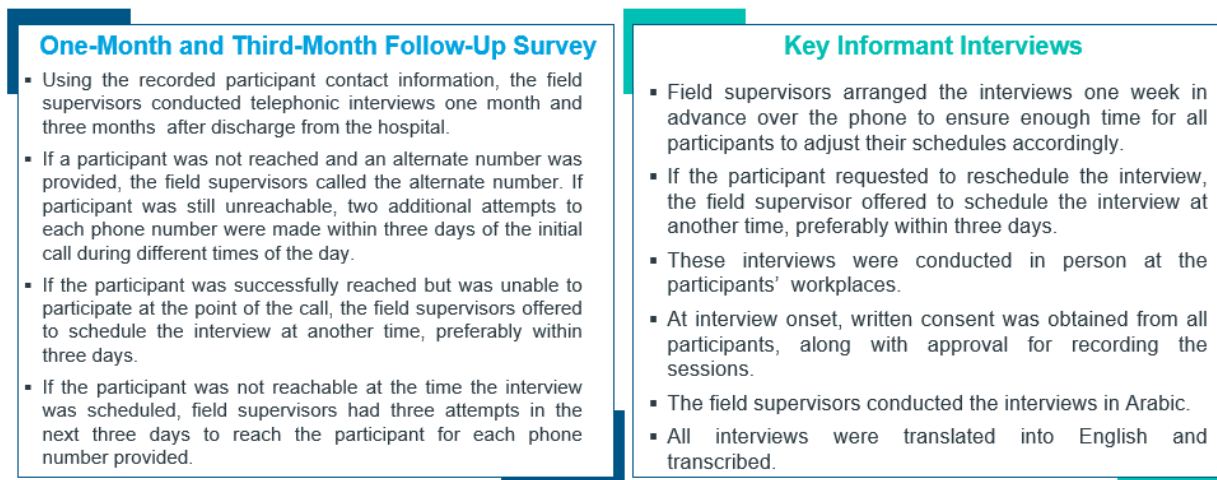 One-Month and Third-Month Follow-Up Survey
▪ Using the recorded participant contact information, the field
supervisors conducted telephonic interviews one month and
three months after discharge from the hospital.
▪ If a participant was not reached and an alternate number was
provided, the field supervisors called the alternate number. If
participant was still unreachable, two additional attempts to
each phone number were made within three days of the initial
call during different times of the day.
▪ If the participant was successfully reached but was unable to
participate at the point of the call, the field supervisors offered
to schedule the interview at another time, preferably within
three days.
▪ If the participant was not reachable at the time the interview
was scheduled, field supervisors had three attempts in the
next three days to reach the participant for each phone
number provided.
Key Informant Interviews
▪ Field supervisors arranged the interviews one week in
advance over the phone to ensure enough time for all
participants to adjust their schedules accordingly.
▪ If the participant requested to reschedule the interview,
the field supervisor offered to schedule the interview at
another time, preferably within three days.
▪ These interviews were conducted in person at the
participants' workplaces.
▪ At interview onset, written consent was obtained from all
participants, along with approval for recording the
sessions.
▪ The field supervisors conducted the interviews in Arabic.
▪ All interviews were translated into English and
transcribed.